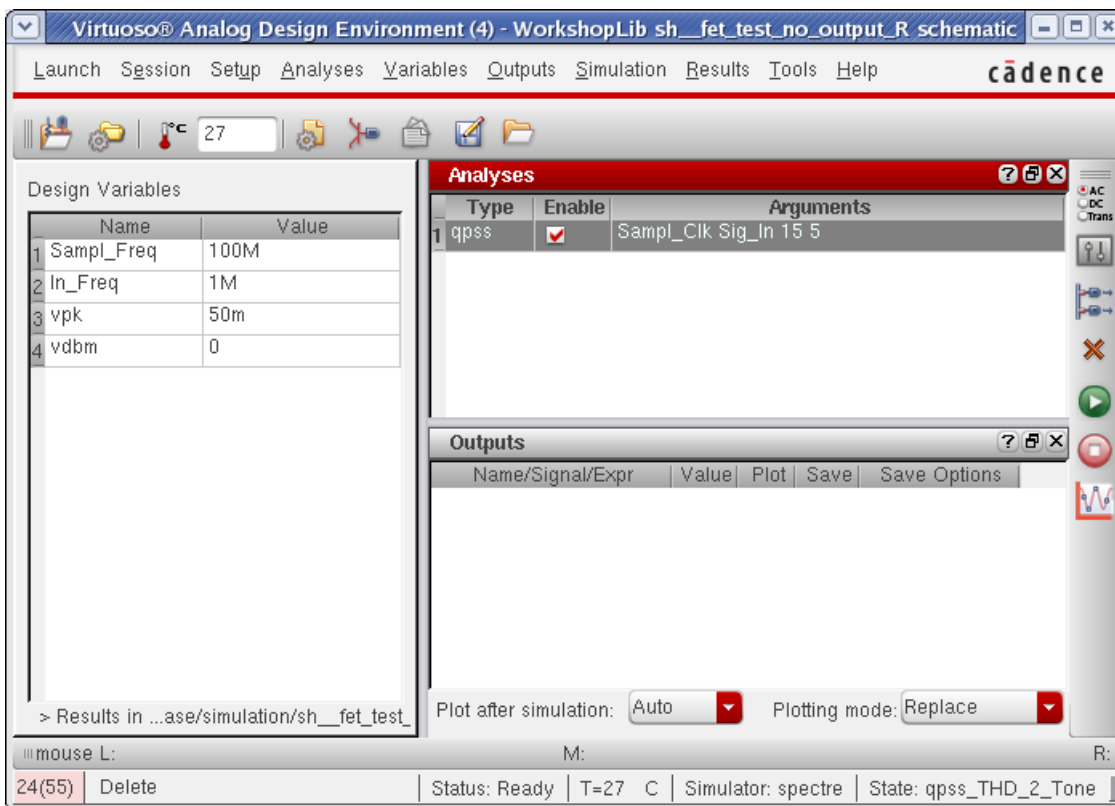 Virtuoso® Analog Design Environment (4) - WorkshopLib sh__fet_test_no_output_R schematic
Launch Session Setup Analyses Variables Outputs Simulation Results Tools Help cādence
°C 27
Design Variables
Name Value
1 Sampl_Freq 100M
2 In_Freq 1M
3 vpk 50m
4 vdbm 0
> Results in ...ase/simulation/sh__fet_test_
Analyses
Type Enable Arguments
1 qpss Sampl_Clk Sig_In 15 5
Outputs
Name/Signal/Expr Value Plot Save Save Options
Plot after simulation: Auto Plotting mode: Replace
AC
DC
Trans
mouse L: M: R:
24(55) Delete Status: Ready T=27 C Simulator: spectre State: qpss_THD_2_Tone